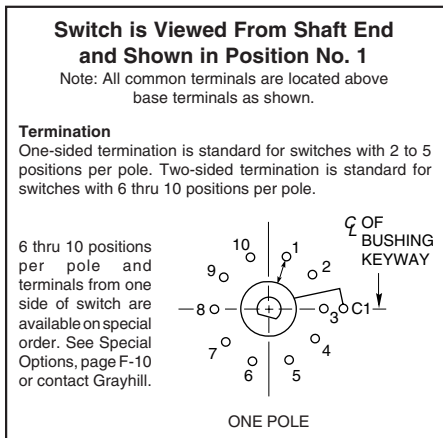 Switch is Viewed From Shaft End
and Shown in Position No. 1
Note: All common terminals are located above
base terminals as shown.
Termination
One-sided termination is standard for switches with 2 to 5
positions per pole. Two-sided termination is standard for
switches with 6 thru 10 positions per pole.
6 thru 10 positions
per pole and
terminals from one
side of switch are
available on special
order. See Special
Options, page F-10
or contact Grayhill.
10
1
2
9
8
3
C1
7
4
6
5
℄ OF
BUSHING
KEYWAY
ONE POLE